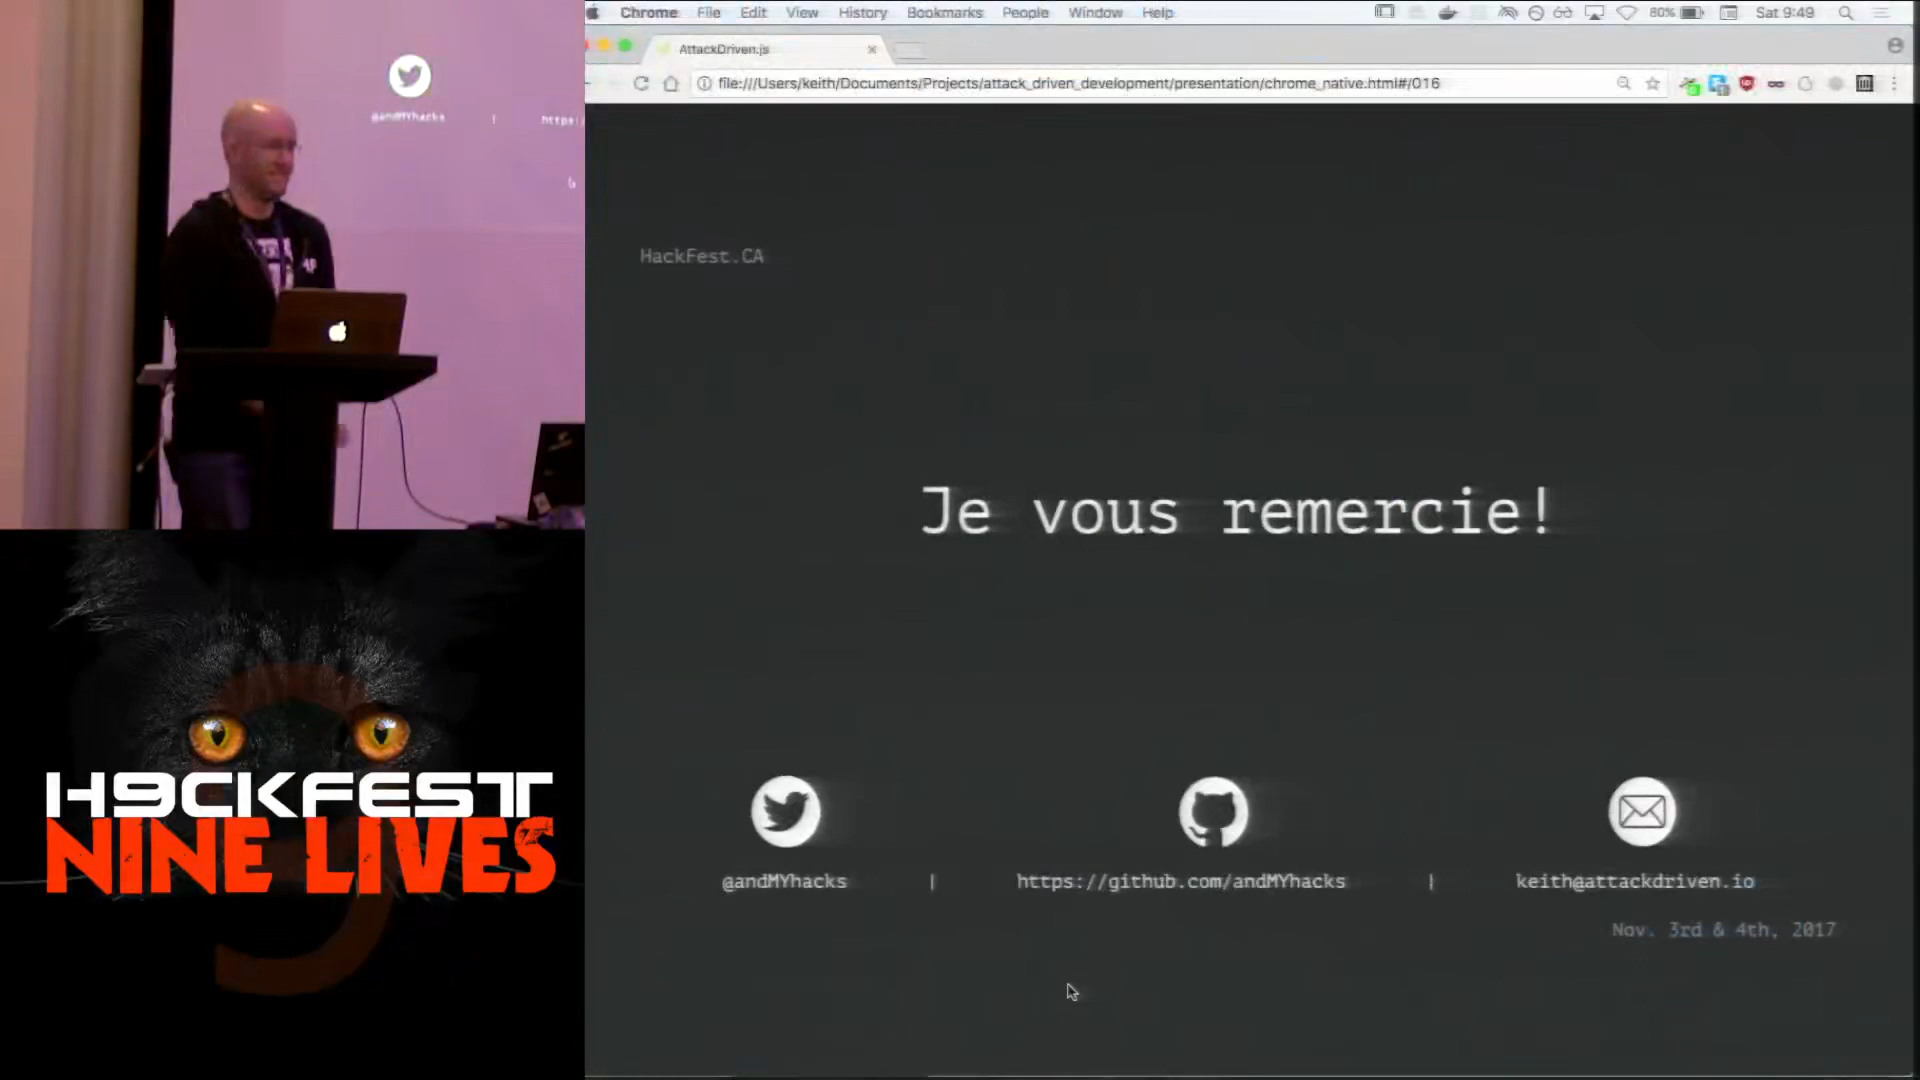 Chrome File Edit View History Bookmarks People Window Help 80% Sat 9:49
AttackDriven.js
file:///Users/keith/Documents/Projects/attack_driven_development/presentation/chrome_native.html#/016
@andMYhacks | https:/
HackFest.CA
Je vous remercie!
@andMYhacks | https://github.com/andMYhacks | keith@attackdriven.io
Nov. 3rd & 4th, 2017
H9CKFEST
NINE LIVES